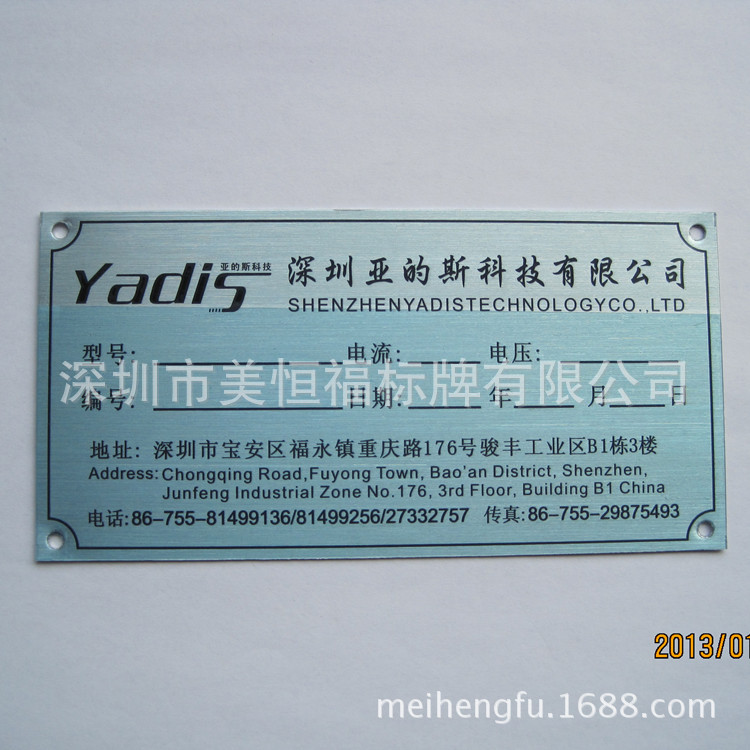 Yadis 亚的斯科技 深圳亚的斯科技有限公司
SHENZHENYADISTECHNOLOGYCO.,LTD
型号: 电流: 电压:
深圳市美恒福标牌有限公司
编号: 日期: 年 月 日
地址: 深圳市宝安区福永镇重庆路176号骏丰工业区B1栋3楼
Address: Chongqing Road,Fuyong Town, Bao'an District, Shenzhen,
Junfeng Industrial Zone No.176, 3rd Floor, Building B1 China
电话:86-755-81499136/81499256/27332757 传真:86-755-29875493
2013/01
meihengfu.1688.com